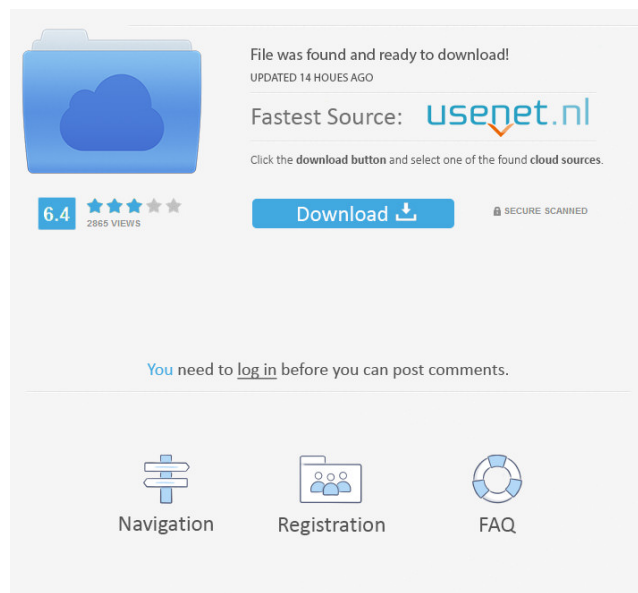 File was found and ready to download!
UPDATED 14 HOUES AGO
Fastest Source: usenet.nl
Click the download button and select one of the found cloud sources.
6.4
2865 VIEWS
Download
SECURE SCANNED
You need to log in before you can post comments.
Navigation
Registration
FAQ